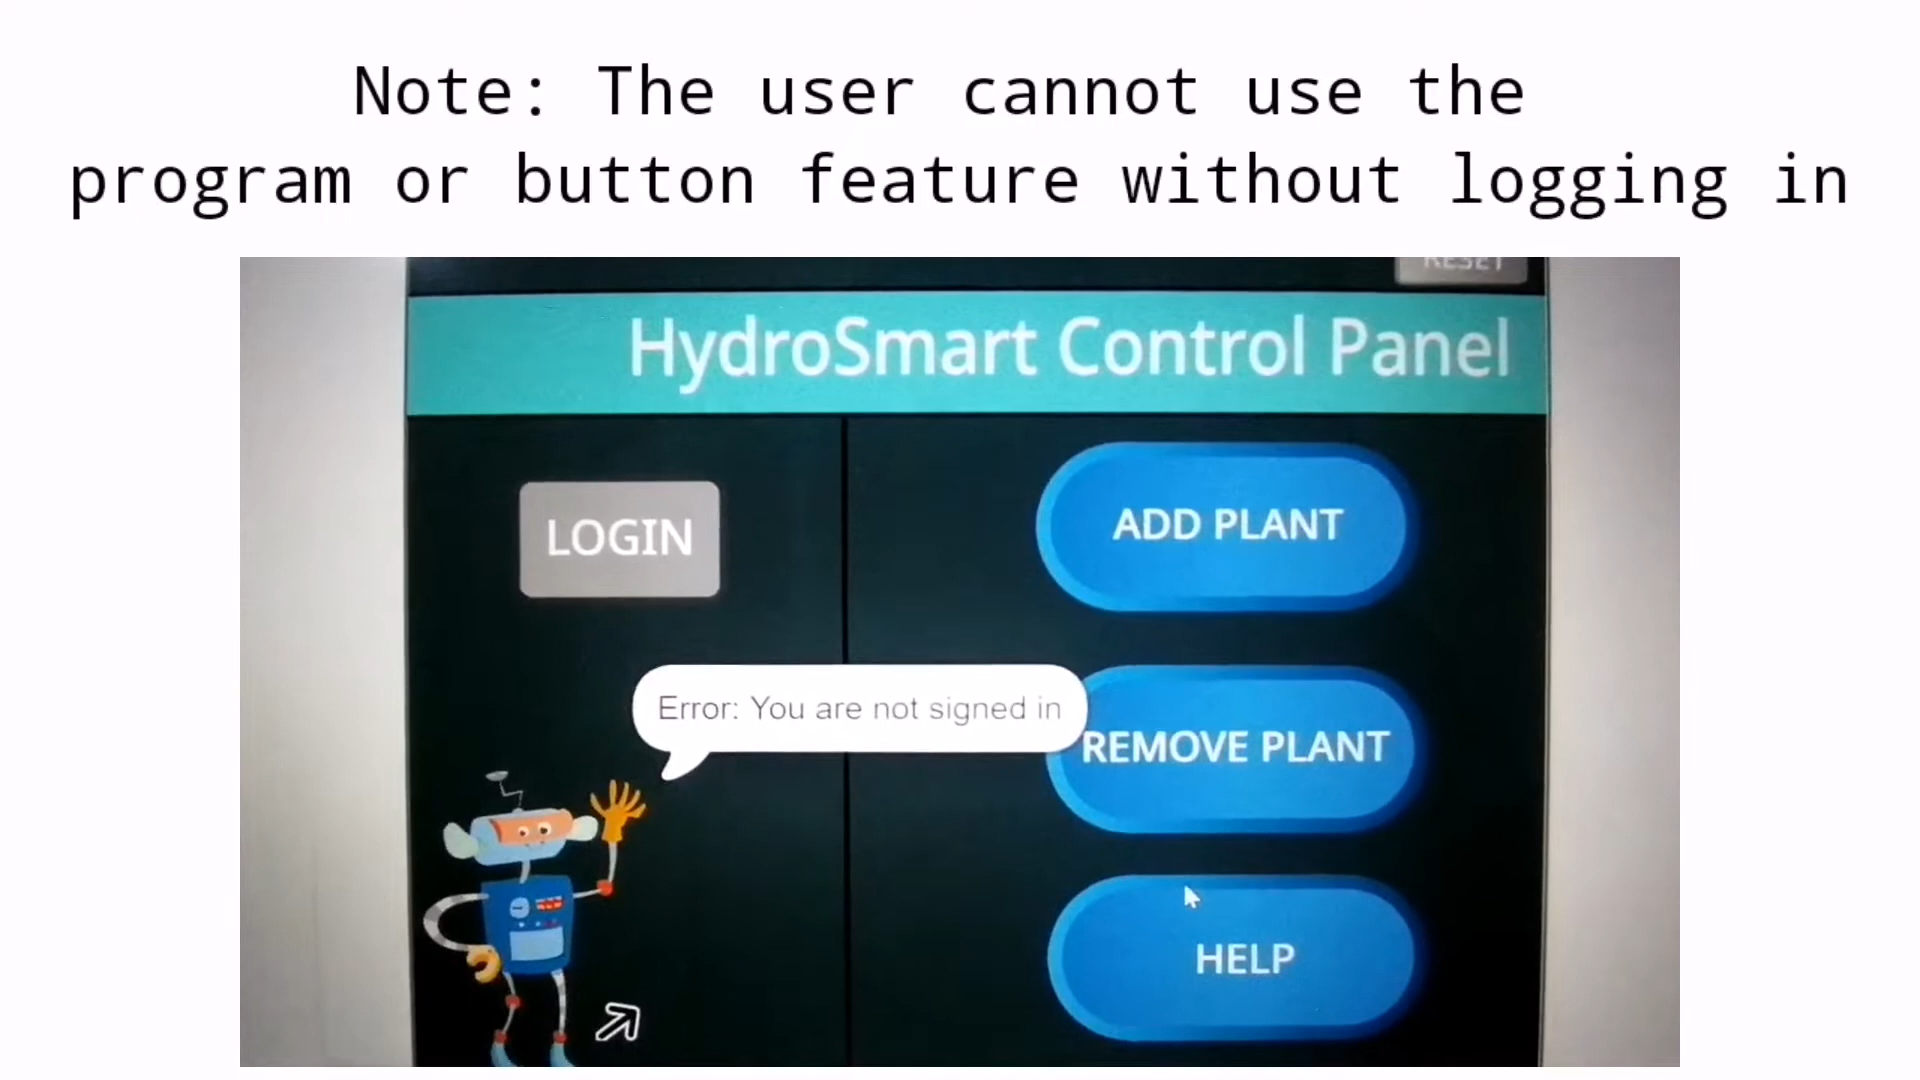 Note: The user cannot use the
program or button feature without logging in
RESET
HydroSmart Control Panel
LOGIN
ADD PLANT
Error: You are not signed in
REMOVE PLANT
HELP